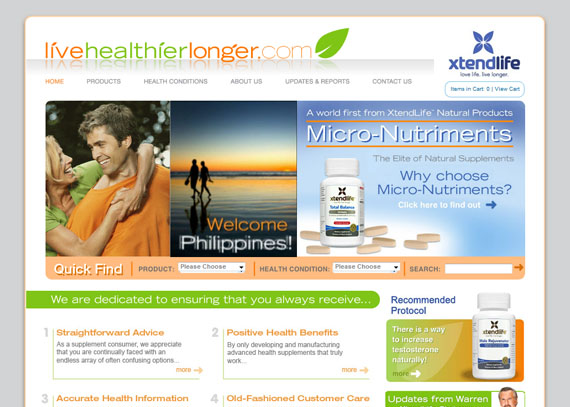 livehealthierlonger.com
xtendlife
love life. live longer.
HOME PRODUCTS HEALTH CONDITIONS ABOUT US UPDATES & REPORTS CONTACT US
Items in Cart 0 | View Cart
A world first from XtendLife™ Natural Products
Micro-Nutriments
The Elite of Natural Supplements
Why choose
Micro-Nutriments?
Click here to find out
xtendlife
Total Balance
Welcome
Philippines!
Quick Find PRODUCT: Please Choose HEALTH CONDITION: Please Choose SEARCH:
We are dedicated to ensuring that you always receive...
1 Straightforward Advice
As a supplement consumer, we appreciate
that you are continually faced with an
endless array of often confusing options...
more
2 Positive Health Benefits
By only developing and manufacturing
advanced health supplements that truly
work...
more
3 Accurate Health Information
4 Old-Fashioned Customer Care
Recommended
Protocol
There is a way
to increase
testosterone
naturally!
more
xtendlife
Male Rejuvenator
Updates from Warren